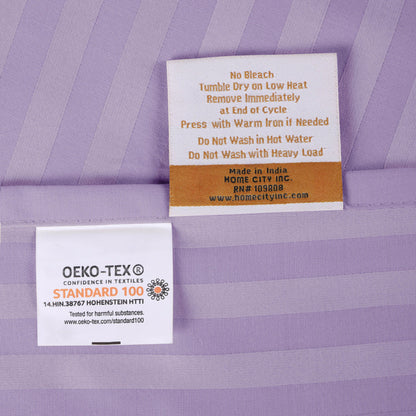 No Bleach
Tumble Dry on Low Heat
Remove Immediately
at End of Cycle
Press with Warm Iron if Needed
Do Not Wash in Hot Water
Do Not Wash with Heavy Load
Made in India
HOME CITY INC.
RN# 109808
www.homecityinc.com
OEKO-TEX®
CONFIDENCE IN TEXTILES
STANDARD 100
14.HIN.38767 HOHENSTEIN HTTI
Tested for harmful substances.
www.oeko-tex.com/standard100